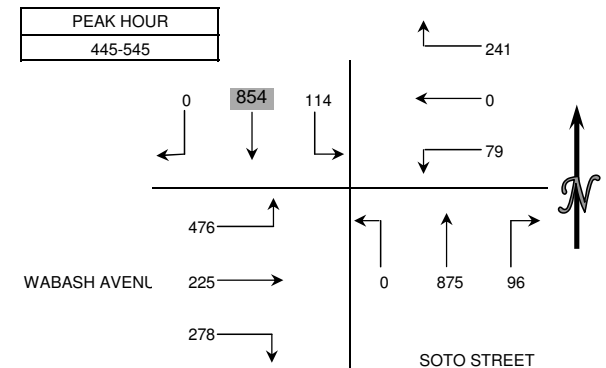 PEAK HOUR
445-545
241
0 854 114
0
79
476
N
WABASH AVENU 225
0 875 96
278
SOTO STREET